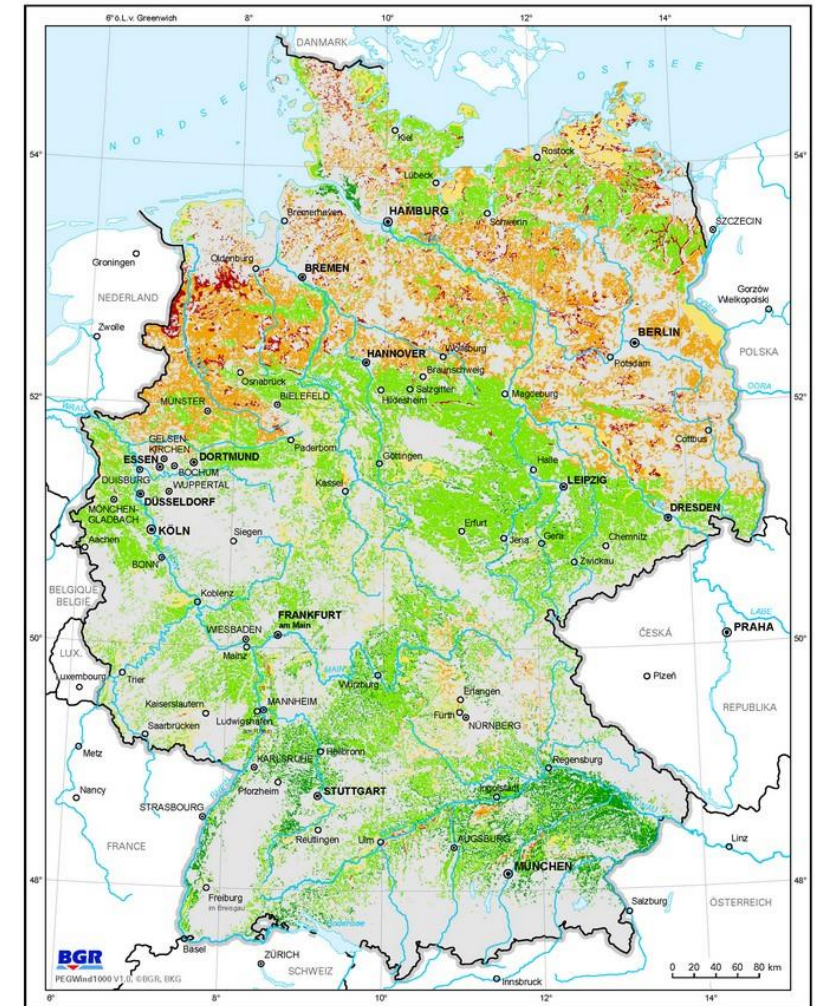 6° ö.L.v. Greenwich
8°
10°
12°
14°
DANMARK
OSTSEE
NORDSEE
Kiel
Rostock
54°
54°
Lübeck
HAMBURG
Schwerin
Bremerhaven
SZCZECIN
Groningen
Oldenburg
BREMEN
NEDERLAND
Gorzów
Wielkopolski
ODER
Zwolle
BERLIN
HANNOVER
Wolfsburg
Potsdam
POLSKA
Braunschweig
Osnabrück
Salzgitter
52°
Hildesheim
Magdeburg
ODRA
52°
MÜNSTER
BIELEFELD
Cottbus
GELSEN-
KIRCHEN
Paderborn
ESSEN
DORTMUND
Göttingen
Halle
BOCHUM
DUISBURG
WUPPERTAL
Kassel
LEIPZIG
DÜSSELDORF
MÖNCHEN-
GLADBACH
DRESDEN
KÖLN
Siegen
Erfurt
Jena
Gera
Chemnitz
Aachen
BONN
Zwickau
BELGIQUE
BELGIË
Koblenz
LABE
FRANKFURT
am Main
PRAHA
WIESBADEN
ČESKÁ
50°
50°
LUX.
Mainz
MAIN
Luxembourg
Trier
Würzburg
Plzeň
Erlangen
Kaiserslautern
MANNHEIM
REPUBLIKA
Ludwigshafen
am Rhein
Fürth
NÜRNBERG
Saarbrücken
Metz
Heilbronn
KARLSRUHE
Regensburg
Nancy
Pforzheim
STUTTGART
Ingolstadt
STRASBOURG
Reutlingen
Ulm
AUGSBURG
Linz
FRANCE
MÜNCHEN
48°
48°
Freiburg
im Breisgau
Salzburg
ÖSTERREICH
Basel
ZÜRICH
BGR
PEGWind1000 V1.0, ©BGR, BKG
SCHWEIZ
Innsbruck
0 20 40 60 80 km
6°
8°
10°
12°
14°